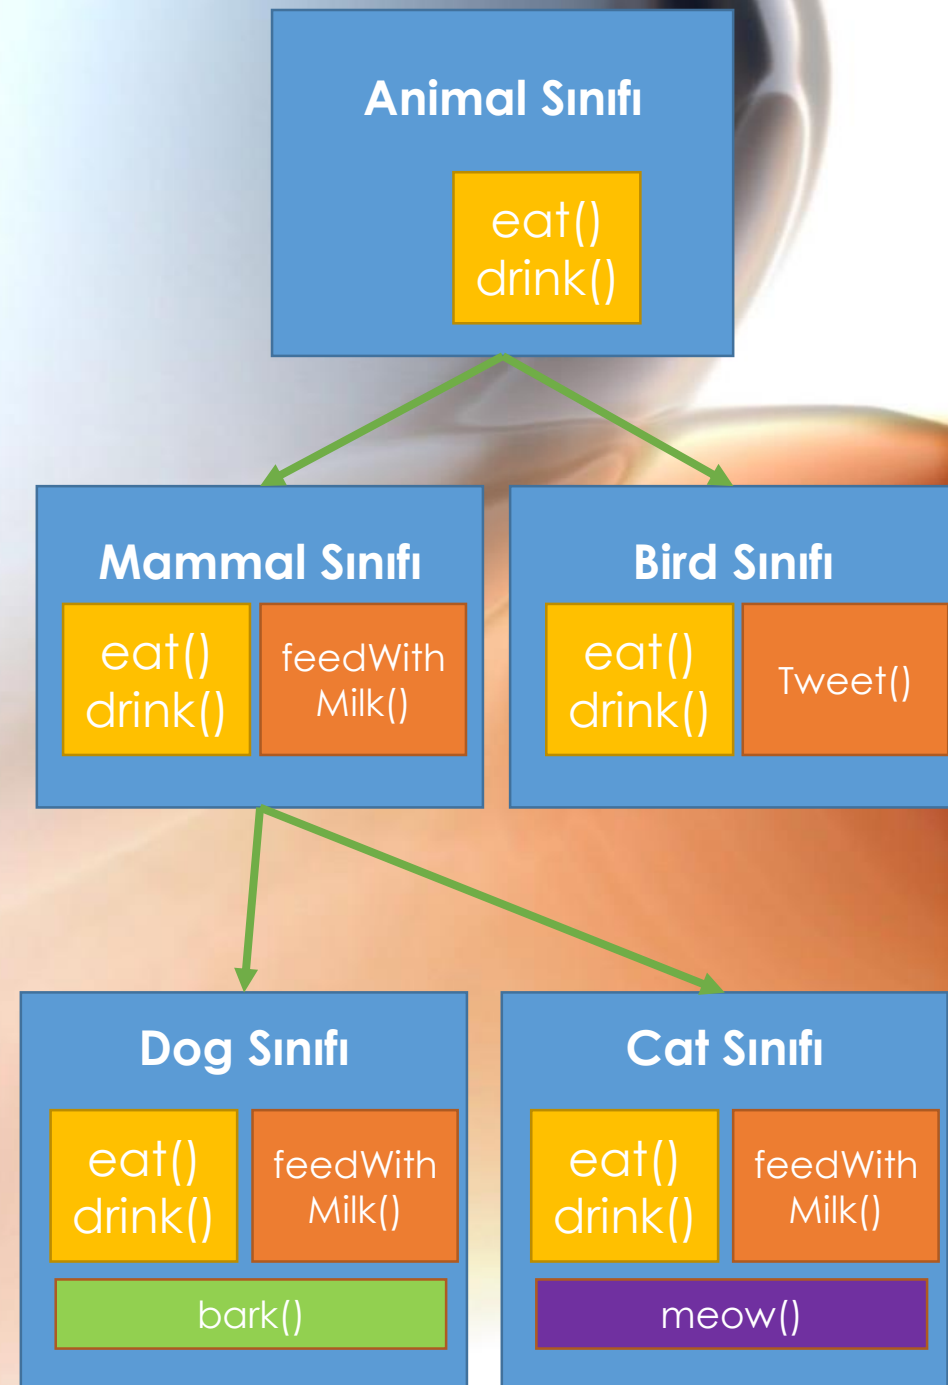 Animal Sınıfı
eat()
drink()
Mammal Sınıfı
eat()
drink()
feedWith
Milk()
Bird Sınıfı
eat()
drink()
Tweet()
Dog Sınıfı
eat()
drink()
feedWith
Milk()
bark()
Cat Sınıfı
eat()
drink()
feedWith
Milk()
meow()